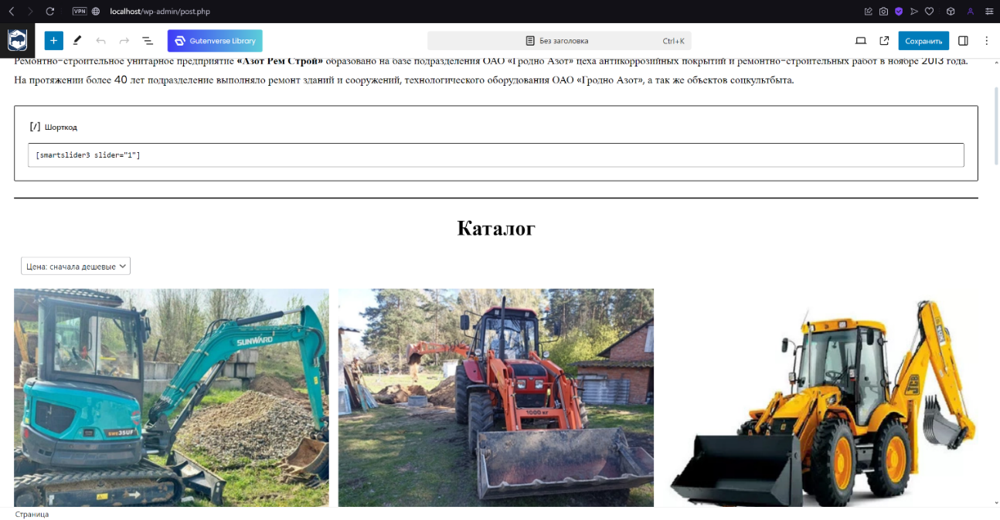 VPN localhost/wp-admin/post.php
Gutenverse Library Без заголовка Ctrl+K Сохранить
Ремонтно-строительное унитарное предприятие «Азот Рем Строй» образовано на базе подразделения ОАО «Гродно Азот» цеха антикоррозийных покрытий и ремонтно-строительных работ в ноябре 2013 года.
На протяжении более 40 лет подразделение выполняло ремонт зданий и сооружений, технологического оборудования ОАО «Гродно Азот», а так же объектов соцкультбыта.
[/] Шорткод
[smartslider3 slider="1"]
Каталог
Цена: сначала дешевые
SUNWARD
SWE35UF
1000 кг
JCB
Страница